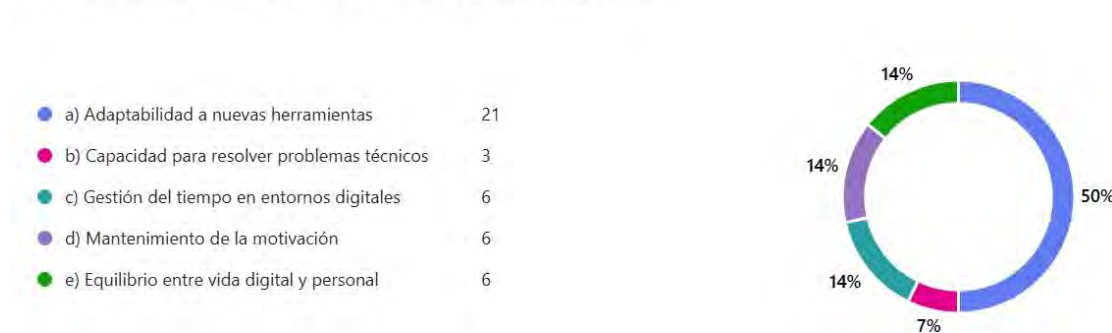 a) Adaptabilidad a nuevas herramientas 21
b) Capacidad para resolver problemas técnicos 3
c) Gestión del tiempo en entornos digitales 6
d) Mantenimiento de la motivación 6
e) Equilibrio entre vida digital y personal 6
14%
14%
50%
14%
7%